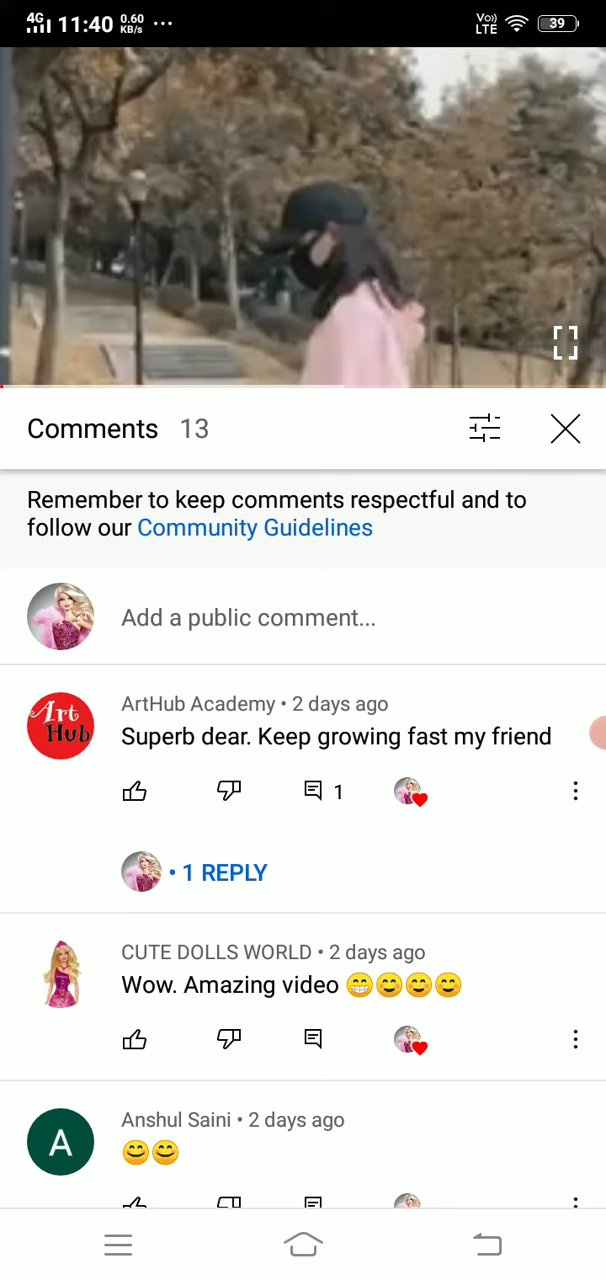 4G 11:40 0.60 KB/s ... Vo)) LTE 39
Comments 13
Remember to keep comments respectful and to
follow our Community Guidelines
Add a public comment...
Art Hub
ArtHub Academy • 2 days ago
Superb dear. Keep growing fast my friend
1
• 1 REPLY
CUTE DOLLS WORLD • 2 days ago
Wow. Amazing video 😁😊😊😊
A
Anshul Saini • 2 days ago
😊😊